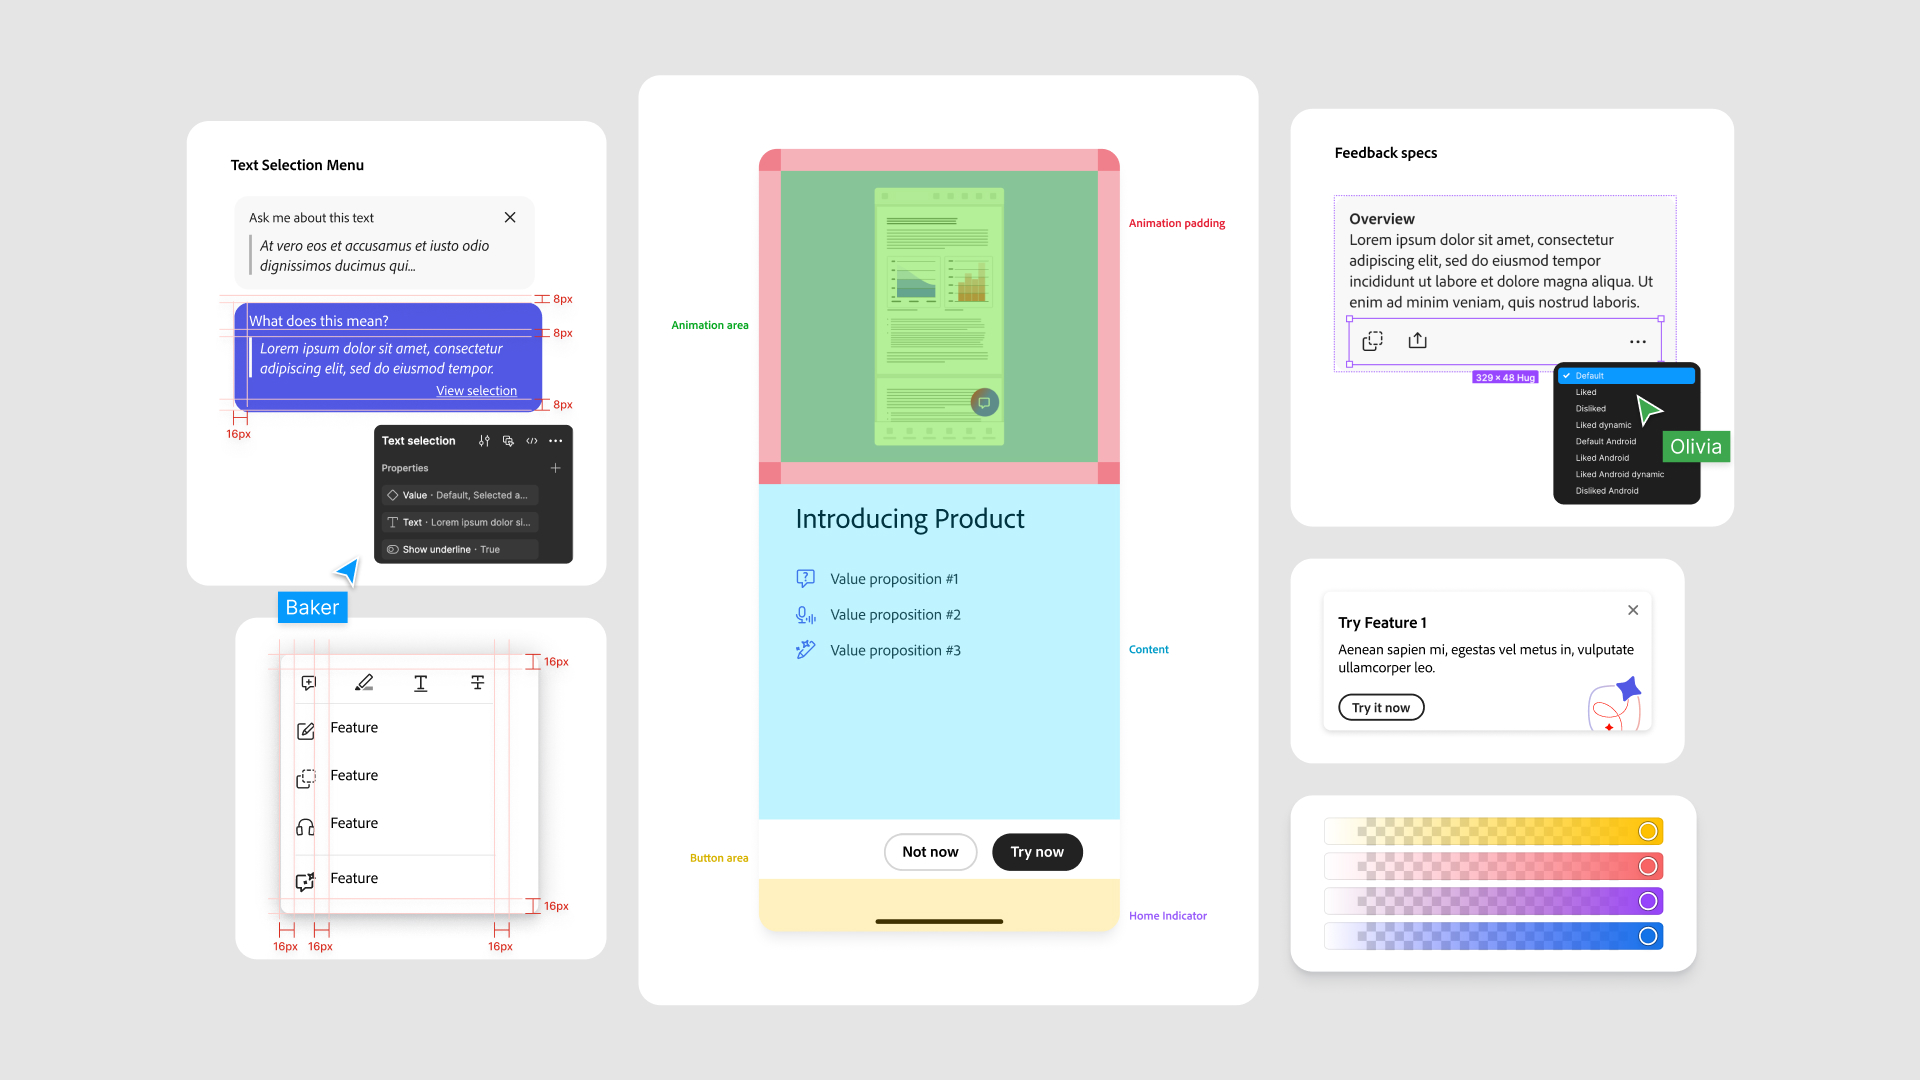 Text Selection Menu
Ask me about this text
At vero eos et accusamus et iusto odio
dignissimos ducimus qui...
8px
What does this mean?
8px
Lorem ipsum dolor sit amet, consectetur
adipiscing elit, sed do eiusmod tempor.
View selection
8px
16px
Text selection
Properties
Value · Default, Selected a...
Text · Lorem ipsum dolor si...
Show underline · True
Baker
16px
Feature
Feature
Feature
Feature
16px
16px
16px
16px
Animation padding
Animation area
Introducing Product
Value proposition #1
Value proposition #2
Value proposition #3
Content
Not now
Try now
Button area
Home Indicator
Feedback specs
Overview
Lorem ipsum dolor sit amet, consectetur
adipiscing elit, sed do eiusmod tempor
incididunt ut labore et dolore magna aliqua. Ut
enim ad minim veniam, quis nostrud laboris.
329 × 48 Hug
Default
Liked
Disliked
Liked dynamic
Default Android
Liked Android
Liked Android dynamic
Disliked Android
Olivia
Try Feature 1
Aenean sapien mi, egestas vel metus in, vulputate
ullamcorper leo.
Try it now